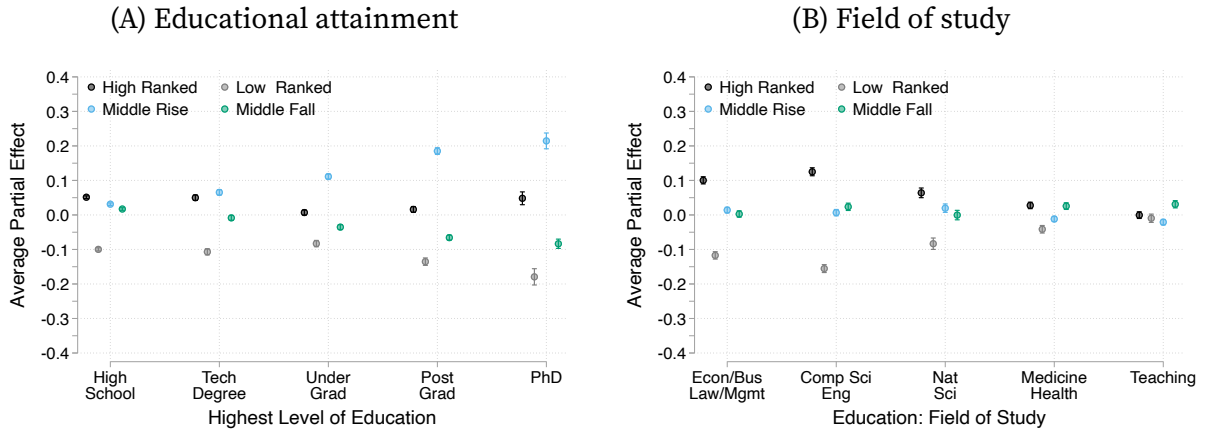 (A) Educational attainment
Average Partial Effect
0.4
0.3
0.2
0.1
0.0
-0.1
-0.2
-0.3
-0.4
High Ranked
Low Ranked
Middle Rise
Middle Fall
High School
Tech Degree
Under Grad
Post Grad
PhD
Highest Level of Education
(B) Field of study
Average Partial Effect
0.4
0.3
0.2
0.1
0.0
-0.1
-0.2
-0.3
-0.4
High Ranked
Low Ranked
Middle Rise
Middle Fall
Econ/Bus Law/Mgmt
Comp Sci Eng
Nat Sci
Medicine Health
Teaching
Education: Field of Study